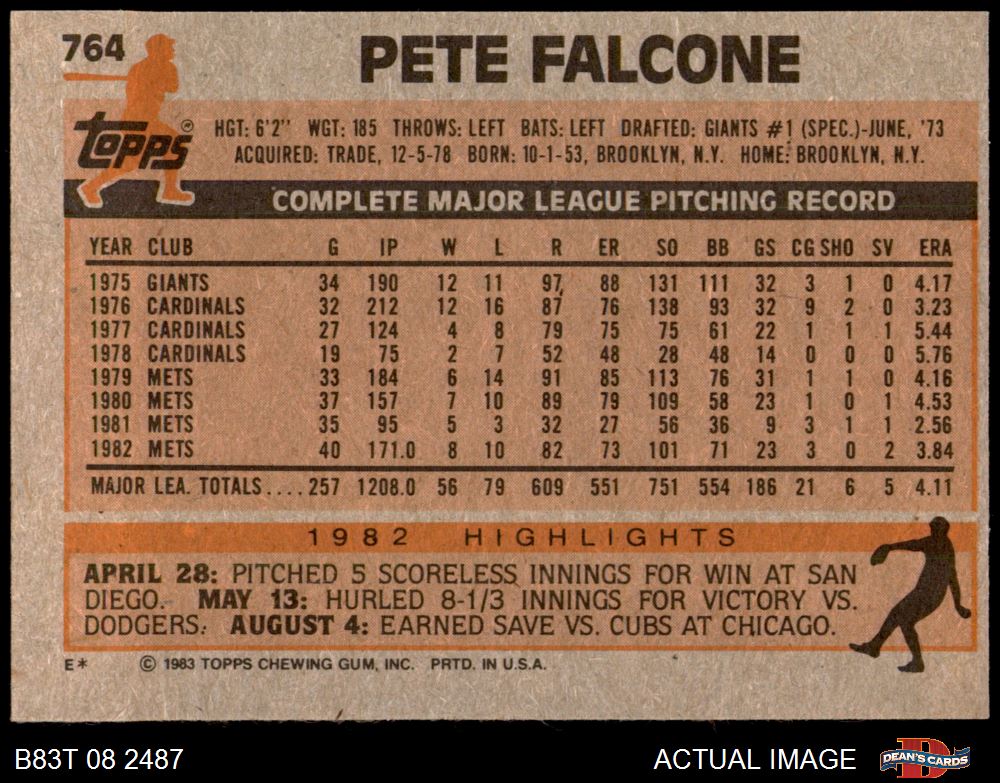 764
PETE FALCONE
Topps®
HGT: 6'2" WGT: 185 THROWS: LEFT BATS: LEFT DRAFTED: GIANTS #1 (SPEC.)-JUNE, '73
ACQUIRED: TRADE, 12-5-78 BORN: 10-1-53, BROOKLYN, N.Y. HOME: BROOKLYN, N.Y.
COMPLETE MAJOR LEAGUE PITCHING RECORD
YEAR CLUB G IP W L R ER SO BB GS CG SHO SV ERA
1975 GIANTS 34 190 12 11 97 88 131 111 32 3 1 0 4.17
1976 CARDINALS 32 212 12 16 87 76 138 93 32 9 2 0 3.23
1977 CARDINALS 27 124 4 8 79 75 75 61 22 1 1 1 5.44
1978 CARDINALS 19 75 2 7 52 48 28 48 14 0 0 0 5.76
1979 METS 33 184 6 14 91 85 113 76 31 1 1 0 4.16
1980 METS 37 157 7 10 89 79 109 58 23 1 0 1 4.53
1981 METS 35 95 5 3 32 27 56 36 9 3 1 1 2.56
1982 METS 40 171.0 8 10 82 73 101 71 23 3 0 2 3.84
MAJOR LEA. TOTALS....257 1208.0 56 79 609 551 751 554 186 21 6 5 4.11
1982 HIGHLIGHTS
APRIL 28: PITCHED 5 SCORELESS INNINGS FOR WIN AT SAN
DIEGO. MAY 13: HURLED 8-1/3 INNINGS FOR VICTORY VS.
DODGERS. AUGUST 4: EARNED SAVE VS. CUBS AT CHICAGO.
E* © 1983 TOPPS CHEWING GUM, INC. PRTD. IN U.S.A.
B83T 08 2487 ACTUAL IMAGE D DEAN'S CARDS